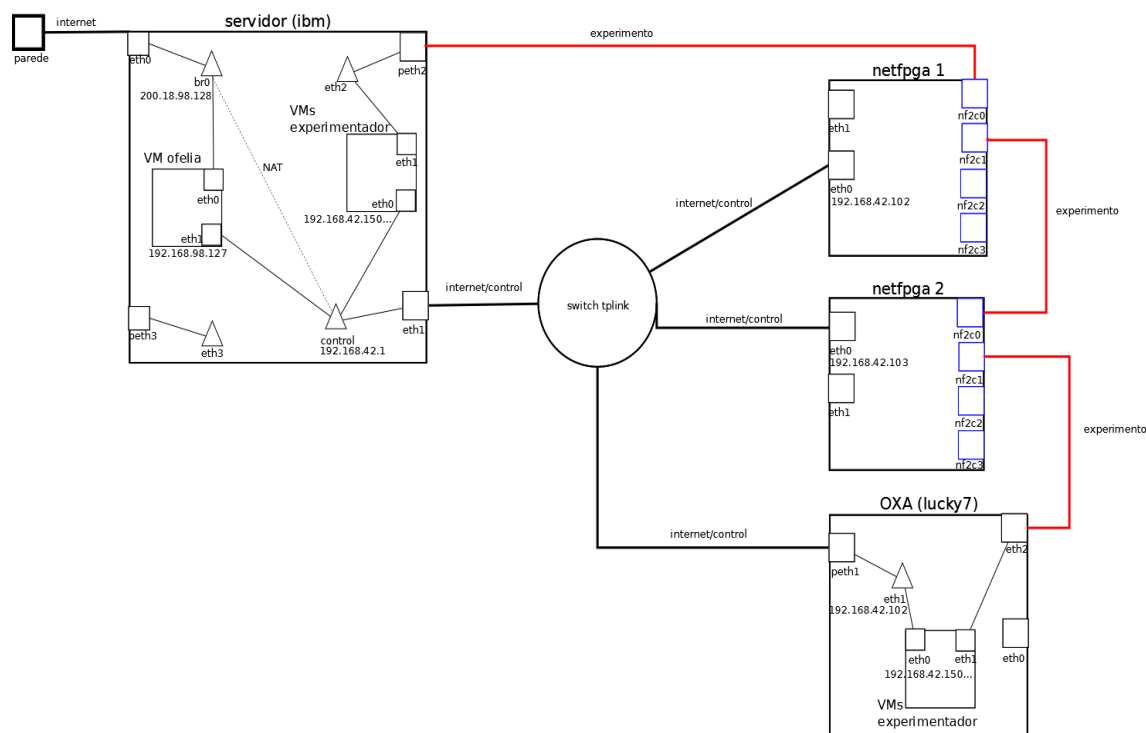 internet
parede
servidor (ibm)
eth0
br0
200.18.98.128
eth2
peth2
VMs
experimentador
eth1
eth0
192.168.42.150...
NAT
VM ofelia
eth0
eth1
192.168.98.127
beth3
eth3
control
192.168.42.1
eth1
experimento
internet/control
switch tplink
internet/control
internet/control
internet/control
netfpga 1
eth1
eth0
192.168.42.102
nf2c0
nf2c1
nf2c2
nf2c3
experimento
netfpga 2
eth0
192.168.42.103
eth1
nf2c0
nf2c1
nf2c2
nf2c3
experimento
OXA (lucky7)
peth1
eth1
192.168.42.102
eth2
eth0
eth0
eth1
192.168.42.150...
VMs
experimentador